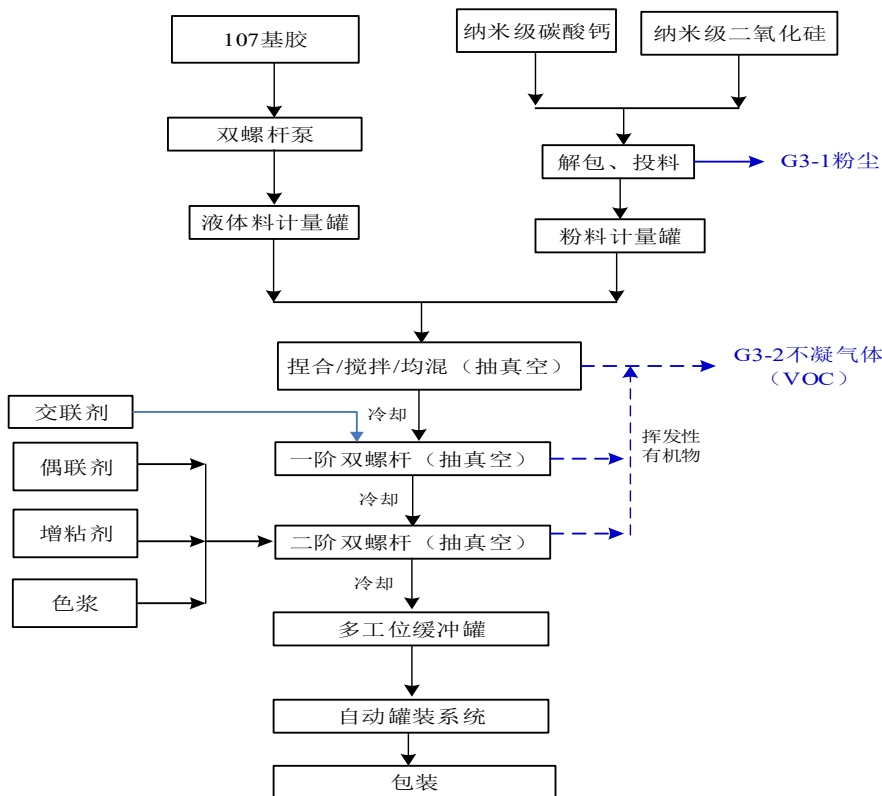 107基胶
纳米级碳酸钙
纳米级二氧化硅
双螺杆泵
解包、投料
G3-1粉尘
液体料计量罐
粉料计量罐
捏合/搅拌/均混（抽真空）
G3-2不凝气体
（VOC）
交联剂
冷却
挥发性
有机物
偶联剂
一阶双螺杆（抽真空）
冷却
增粘剂
二阶双螺杆（抽真空）
冷却
色浆
多工位缓冲罐
自动罐装系统
包装